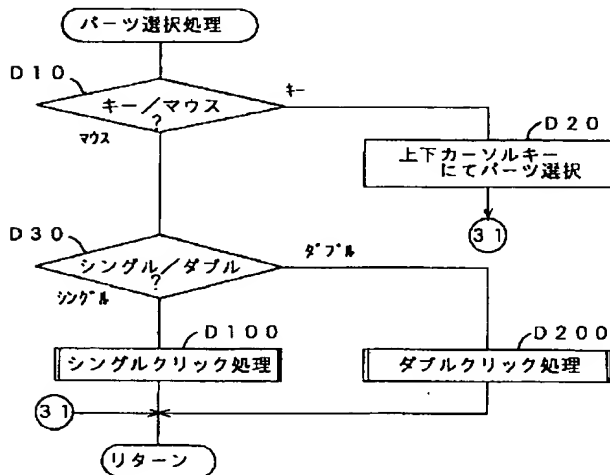 パーツ選択処理
D10
キー/マウス
?
キー
マウス
D20
上下カーソルキー
にてパーツ選択
31
D30
シングル/ダブル
?
ダブル
シングル
D100
シングルクリック処理
D200
ダブルクリック処理
31
リターン